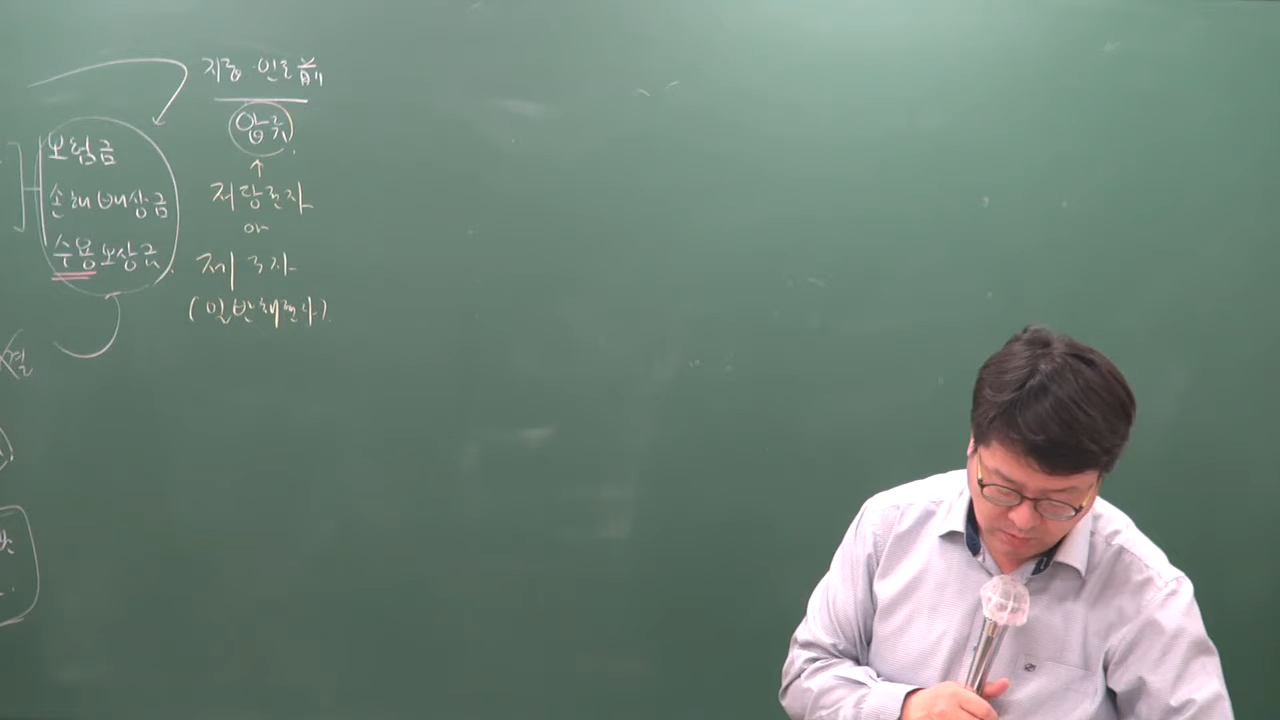 지급·인도 前
압류
보험금
손해배상금
수용보상금
저당권자
or
제3자
(일반채권자).
결